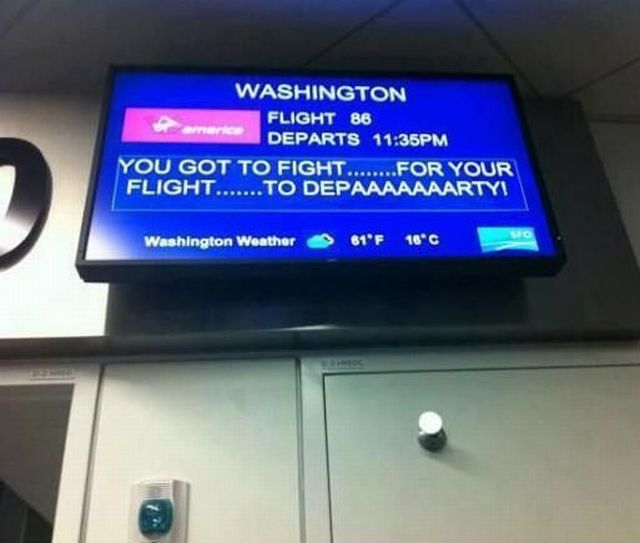 WASHINGTON
america
FLIGHT 86
DEPARTS 11:35PM
YOU GOT TO FIGHT........FOR YOUR
FLIGHT.......TO DEPAAAAAAARTY!
Washington Weather 61°F 16°C
SFO